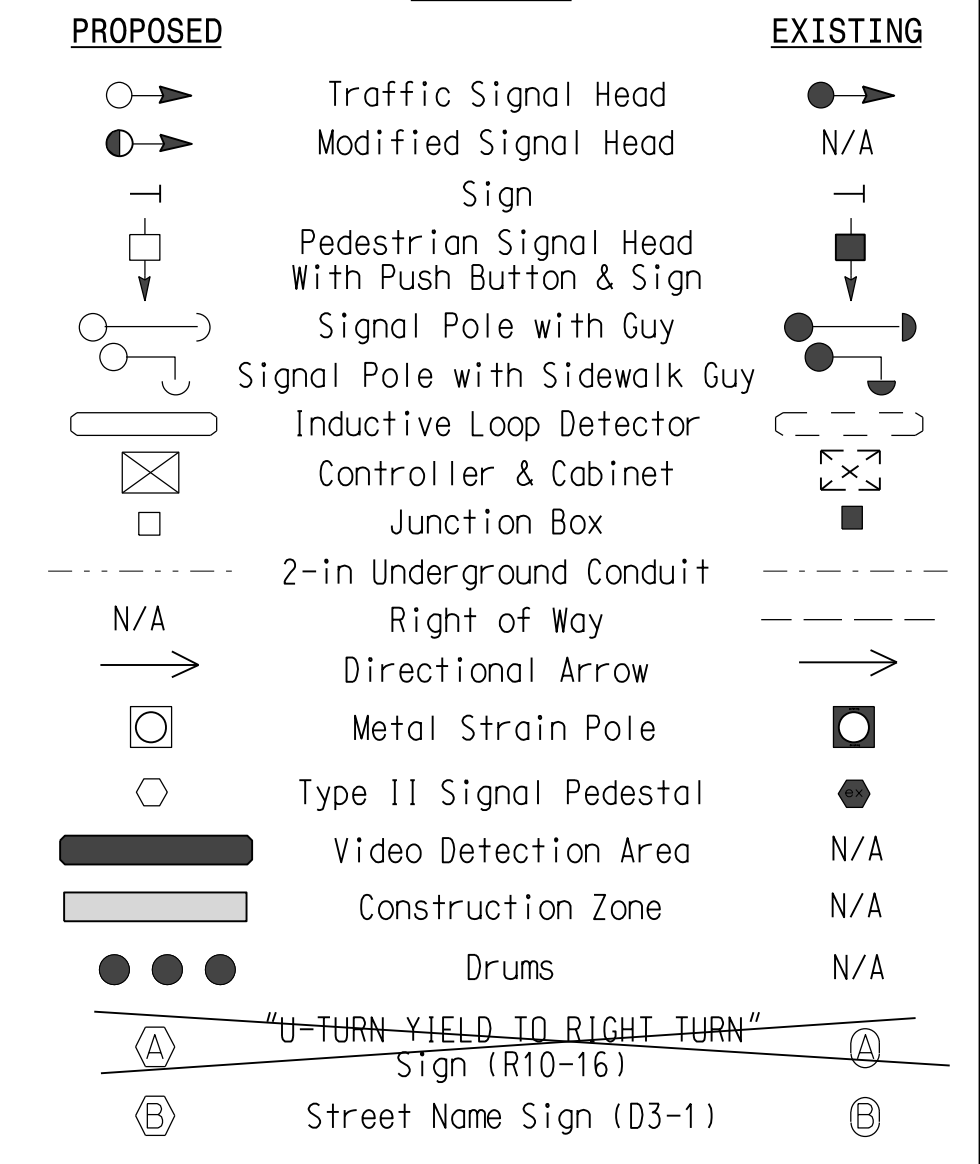 PROPOSED EXISTING
Traffic Signal Head
Modified Signal Head N/A
Sign
Pedestrian Signal Head
With Push Button & Sign
Signal Pole with Guy
Signal Pole with Sidewalk Guy
Inductive Loop Detector
Controller & Cabinet
Junction Box
2-in Underground Conduit
N/A Right of Way
Directional Arrow
Metal Strain Pole
Type II Signal Pedestal ex
Video Detection Area N/A
Construction Zone N/A
Drums N/A
"U-TURN YIELD TO RIGHT TURN"
A Sign (R10-16) A
B Street Name Sign (D3-1) B